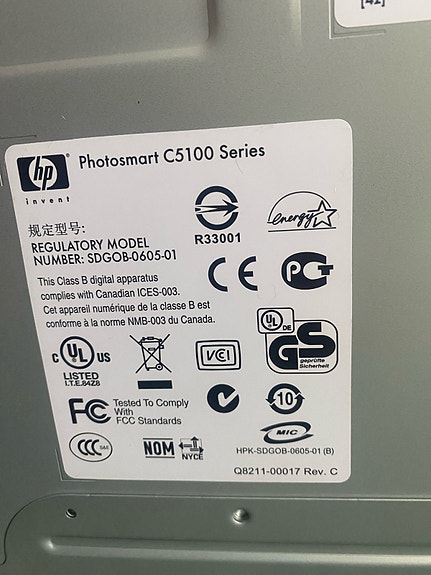 [41]
hp
invent
Photosmart C5100 Series
规定型号:
REGULATORY MODEL
NUMBER: SDGOB-0605-01
R33001
energy
This Class B digital apparatus
complies with Canadian ICES-003.
Cet appareil numérique de la classe B est
conforme à la norme NMB-003 du Canada.
CE
PCT
C UL US
LISTED
I.T.E.84Z8
VCI
UL
DE
GS
geprüfte
Sicherheit
FC
Tested To Comply
With
FCC Standards
10
MIC
HPK-SDGOB-0605-01 (B)
CCC S&E
NOM
NYCE
Q8211-00017 Rev. C